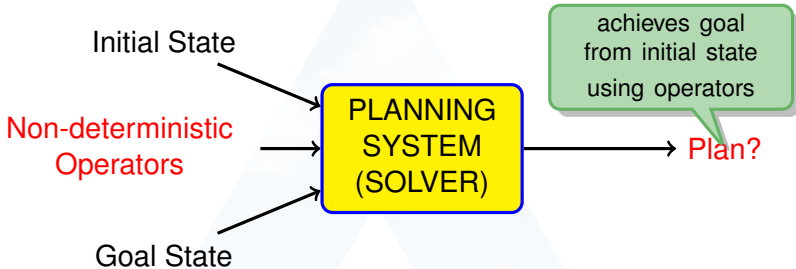 Initial State
Non-deterministic
Operators
Goal State
PLANNING
SYSTEM
(SOLVER)
achieves goal
from initial state
using operators
Plan?